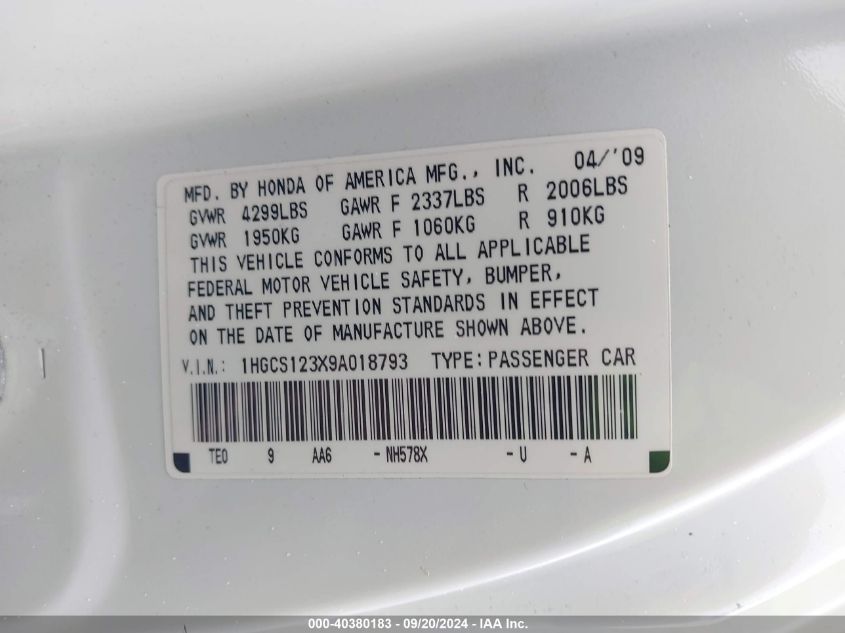 MFD. BY HONDA OF AMERICA MFG., INC. 04/'09
GVWR 4299LBS GAWR F 2337LBS R 2006LBS
GVWR 1950KG GAWR F 1060KG R 910KG
THIS VEHICLE CONFORMS TO ALL APPLICABLE
FEDERAL MOTOR VEHICLE SAFETY, BUMPER,
AND THEFT PREVENTION STANDARDS IN EFFECT
ON THE DATE OF MANUFACTURE SHOWN ABOVE.
V.I.N.: 1HGCS123X9A018793 TYPE: PASSENGER CAR
TE0 9 AA6 - NH578X - U - A
000-40380183 - 09/20/2024 - IAA Inc.